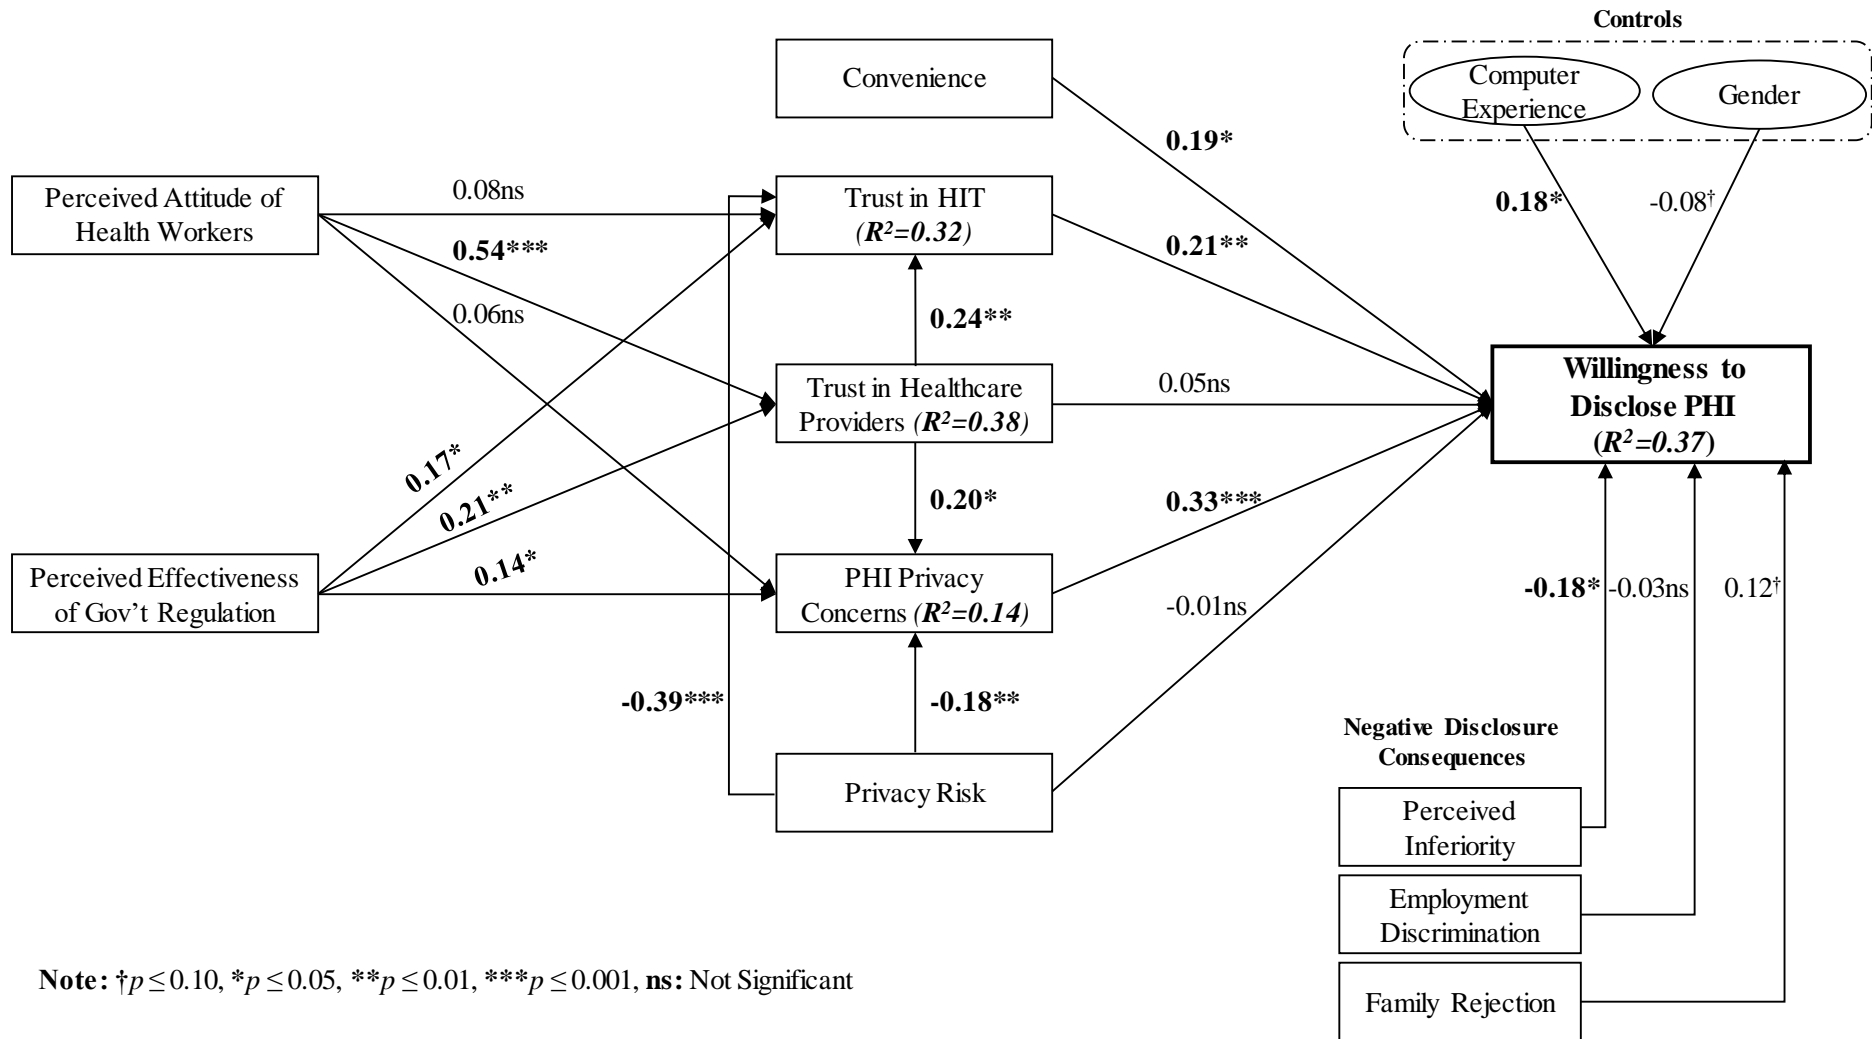 Controls
Computer
Experience
Gender
Convenience
0.19*
0.18*
-0.08†
Perceived Attitude of
Health Workers
0.08ns
0.54***
0.06ns
Trust in HIT
(R²=0.32)
0.21**
0.24**
Trust in Healthcare
Providers (R²=0.38)
0.05ns
Willingness to
Disclose PHI
(R²=0.37)
0.17*
0.21**
0.14*
0.20*
0.33***
Perceived Effectiveness
of Gov't Regulation
PHI Privacy
Concerns (R²=0.14)
-0.01ns
-0.18*
-0.03ns
0.12†
-0.39***
-0.18**
Privacy Risk
Negative Disclosure
Consequences
Perceived
Inferiority
Employment
Discrimination
Family Rejection
Note: †p ≤ 0.10, *p ≤ 0.05, **p ≤ 0.01, ***p ≤ 0.001, ns: Not Significant